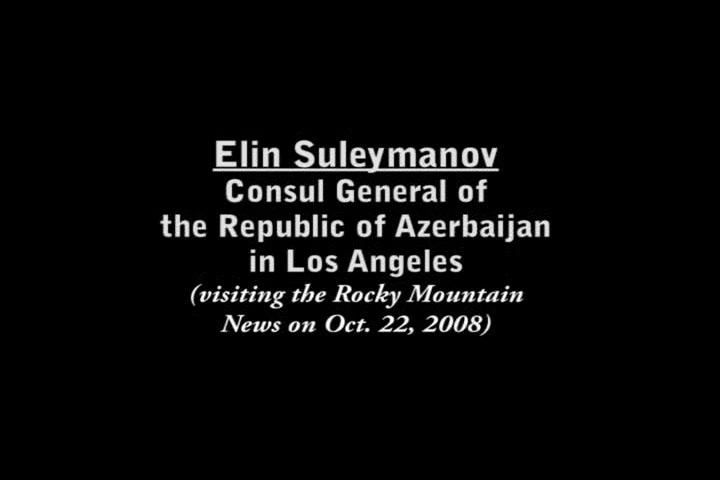 Elin Suleymanov
Consul General of
the Republic of Azerbaijan
in Los Angeles
(visiting the Rocky Mountain
News on Oct. 22, 2008)